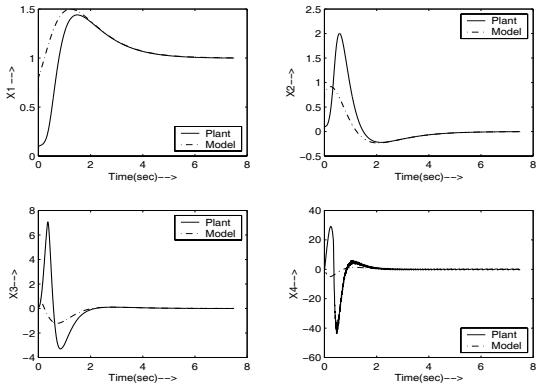 1.5
1
0.5
0
X1-->
0 2 4 6 8
Time(sec)-->
Plant
Model
2.5
2
1.5
1
0.5
0
−0.5
X2-->
0 2 4 6 8
Time(sec)-->
Plant
Model
8
6
4
2
0
−2
−4
X3-->
0 2 4 6 8
Time(sec)-->
Plant
Model
40
20
0
−20
−40
−60
X4-->
0 2 4 6 8
Time(sec)-->
Plant
Model